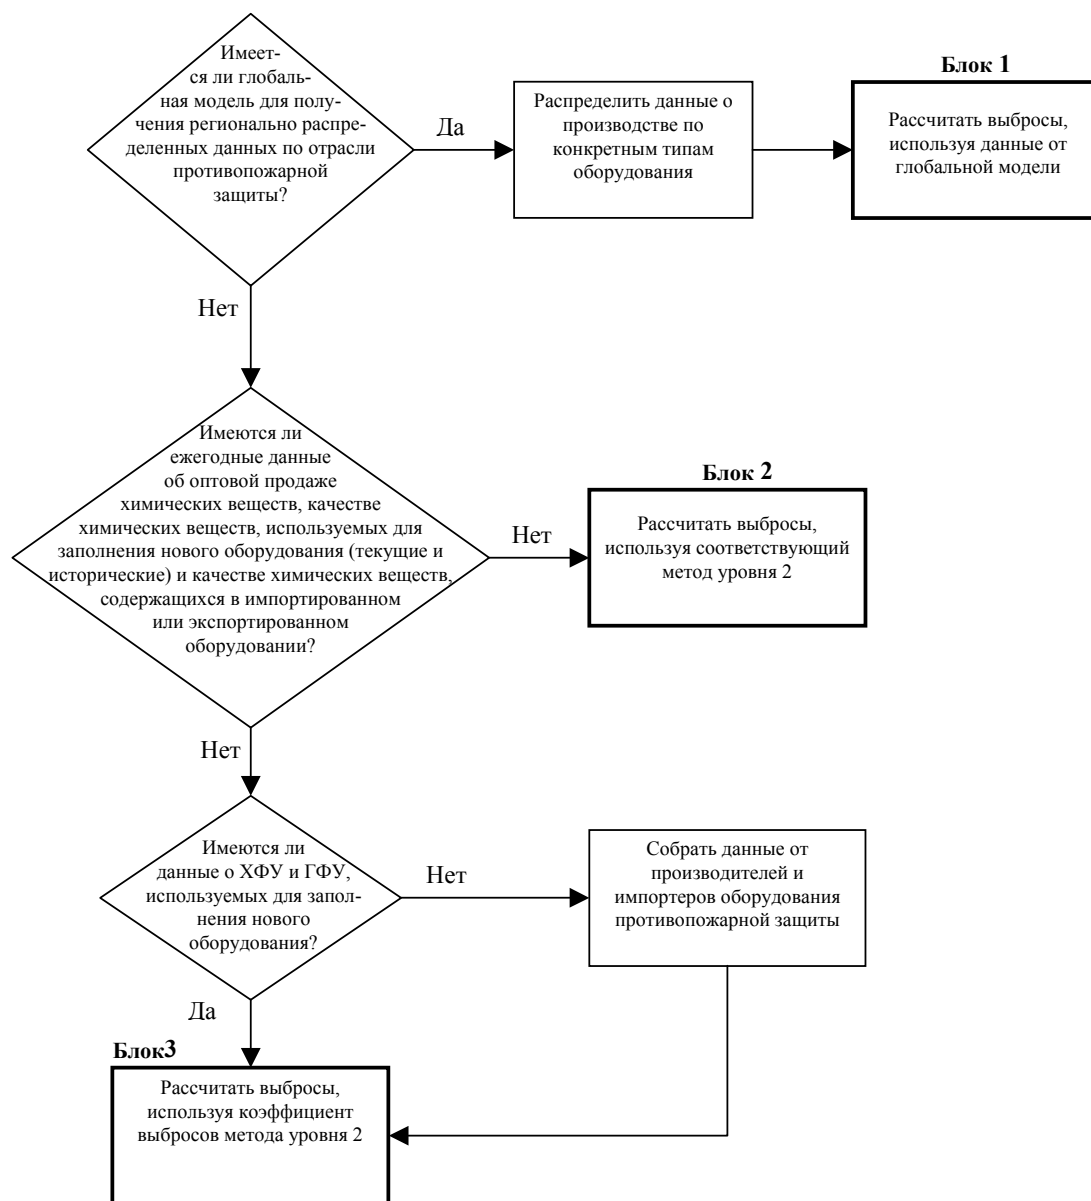 Имеет-
ся ли глобаль-
ная модель для полу-
чения регионально распре-
деленных данных по отрасли
противопожарной
защиты?
Да
Распределить данные о
производстве по
конкретным типам
оборудования
Блок 1
Рассчитать выбросы,
используя данные от
глобальной модели
Нет
Имеются ли
ежегодные данные
об оптовой продаже
химических веществ, качестве
химических веществ, используемых для
заполнения нового оборудования (текущие и
исторические) и качестве химических веществ,
содержащихся в импортированном
или экспортированном
оборудовании?
Нет
Блок 2
Рассчитать выбросы,
используя соответствующий
метод уровня 2
Нет
Имеются ли
данные о ХФУ и ГФУ,
используемых для запол-
нения нового
оборудования?
Нет
Собрать данные от
производителей и
импортеров оборудования
противопожарной защиты
Да
Блок3
Рассчитать выбросы,
используя коэффициент
выбросов метода уровня 2